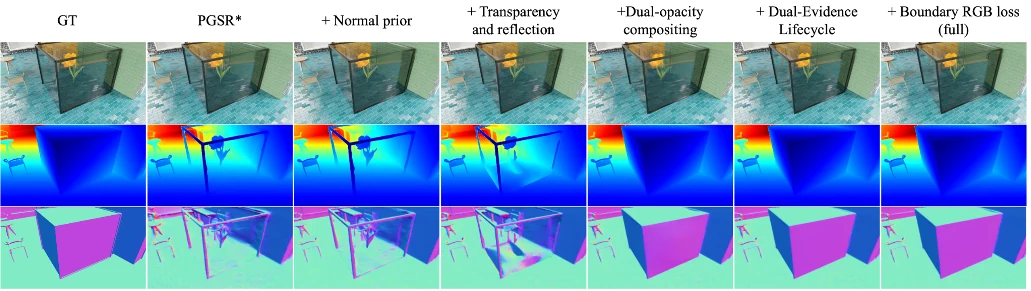 GT
PGSR*
+ Normal prior
+ Transparency
and reflection
+Dual-opacity
compositing
+ Dual-Evidence
Lifecycle
+ Boundary RGB loss
(full)